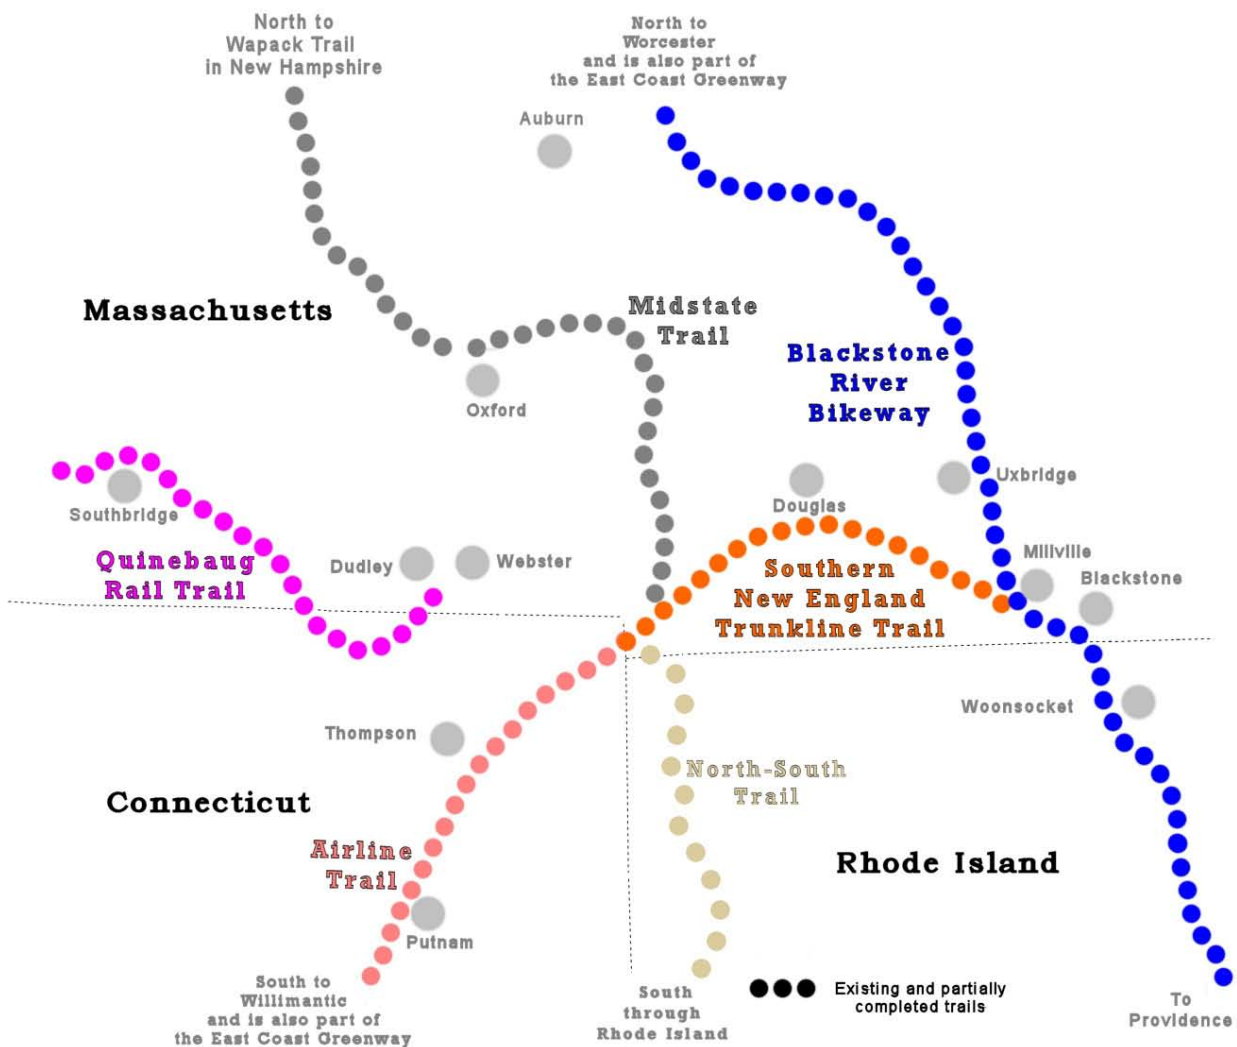 North to
Wapack Trail
in New Hampshire
North to
Worcester
and is also part of
the East Coast Greenway
Auburn
Massachusetts
Midstate
Trail
Blackstone
River
Bikeway
Oxford
Southbridge
Douglas
Uxbridge
Quinebaug
Rail Trail
Dudley
Webster
Southern
New England
Trunkline Trail
Millville
Blackstone
Thompson
Woonsocket
North-South
Trail
Connecticut
Airline
Trail
Rhode Island
Putnam
South to
Willimantic
and is also part of
the East Coast Greenway
South
through
Rhode Island
Existing and partially
completed trails
To
Providence